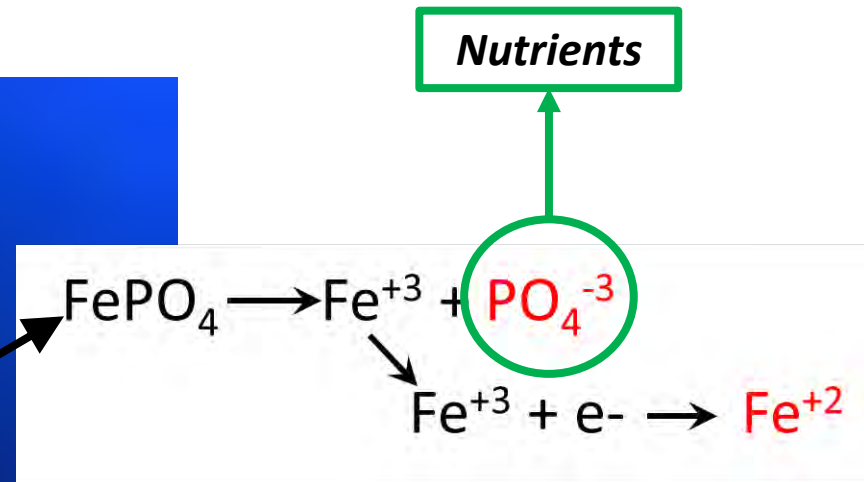 Nutrients
FePO₄ ⟶ Fe⁺³ + PO₄⁻³
Fe⁺³ + e- → Fe⁺²